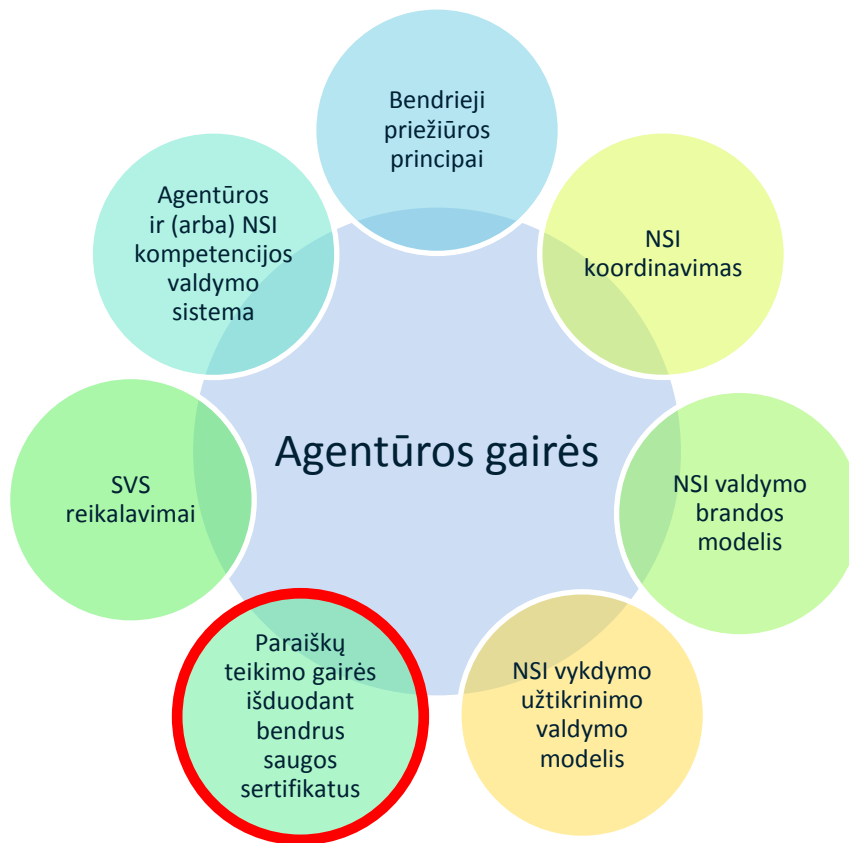 Bendrieji
priežiūros
principai
Agentūros
ir (arba) NSI
kompetencijos
valdymo
sistema
NSI
koordinavimas
Agentūros gairės
SVS
reikalavimai
NSI valdymo
brandos
modelis
Paraiškų
teikimo gairės
išduodant
bendrus
saugos
sertifikatus
NSI vykdymo
užtikrinimo
valdymo
modelis